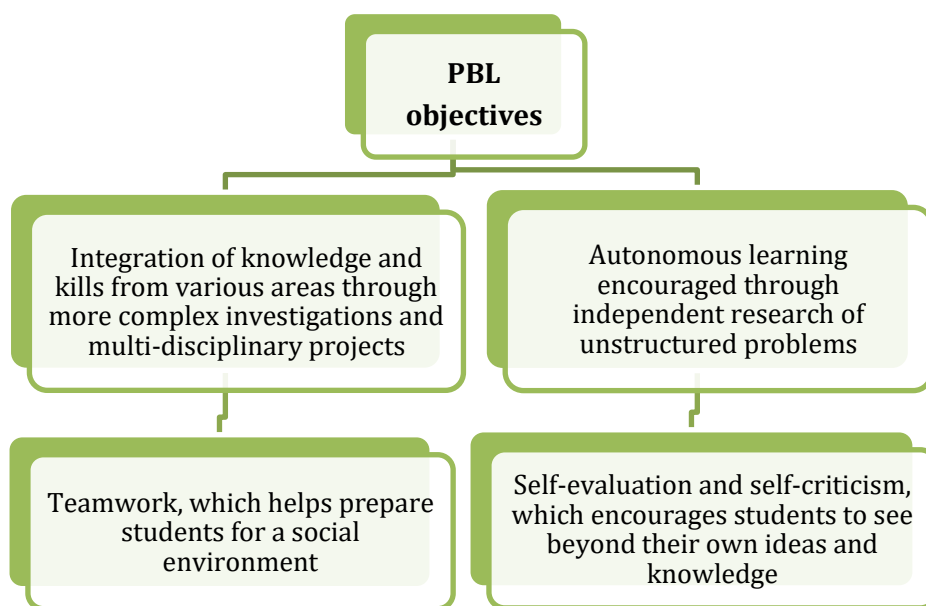 PBL
objectives
Integration of knowledge and
kills from various areas through
more complex investigations and
multi-disciplinary projects
Autonomous learning
encouraged through
independent research of
unstructured problems
Teamwork, which helps prepare
students for a social
environment
Self-evaluation and self-criticism,
which encourages students to see
beyond their own ideas and
knowledge